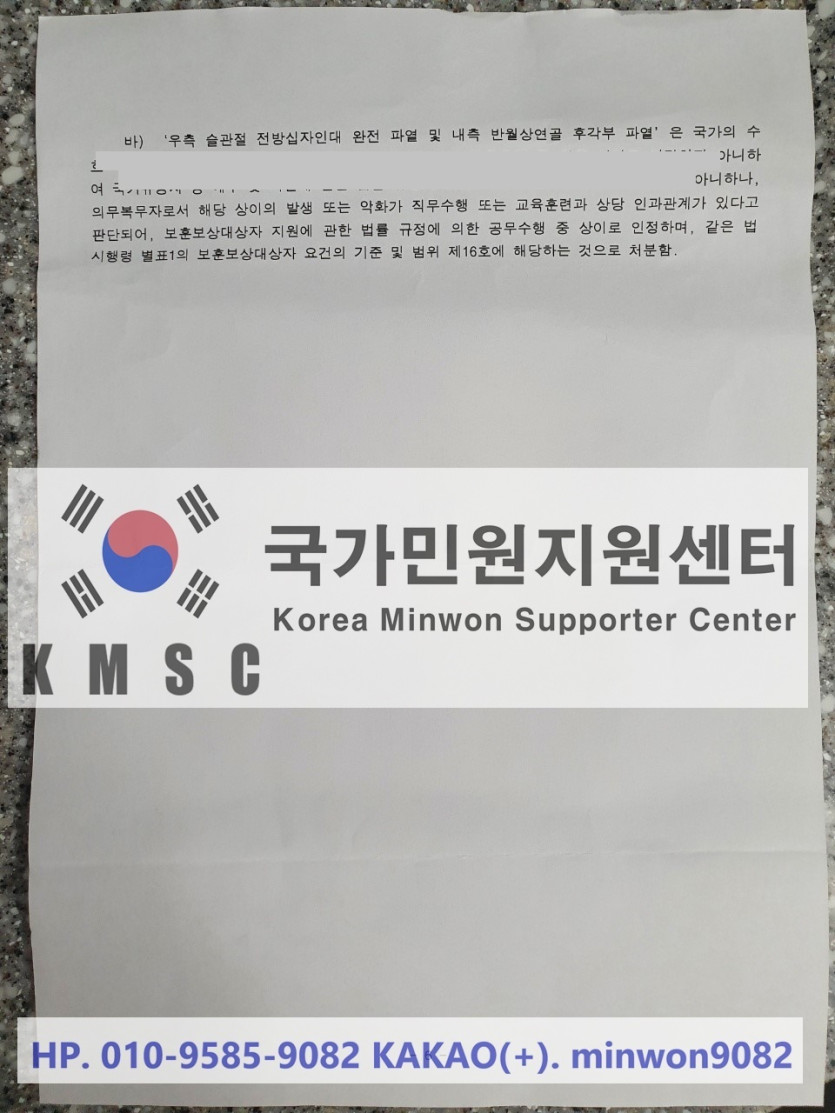 바) '우측 슬관절 전방십자인대 완전 파열 및 내측 반월상연골 후각부 파열' 은 국가의 수
아니하
여 아니하나,
의무복무자로서 해당 상이의 발생 또는 악화가 직무수행 또는 교육훈련과 상당 인과관계가 있다고
판단되어, 보훈보상대상자 지원에 관한 법률 규정에 의한 공무수행 중 상이로 인정하며, 같은 법
시행령 별표1의 보훈보상대상자 요건의 기준 및 범위 제16호에 해당하는 것으로 처분함.
국가민원지원센터
Korea Minwon Supporter Center
KMSC
HP. 010-9585-9082 KAKAO(+). minwon9082